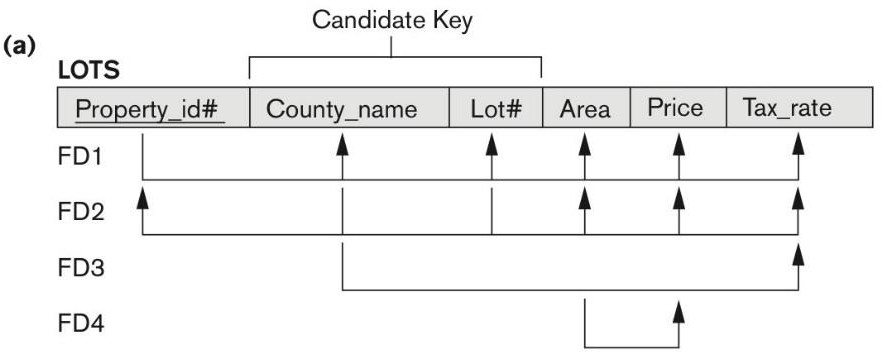 Candidate Key
(a)
LOTS
Property_id# County_name Lot# Area Price Tax_rate
FD1
FD2
FD3
FD4